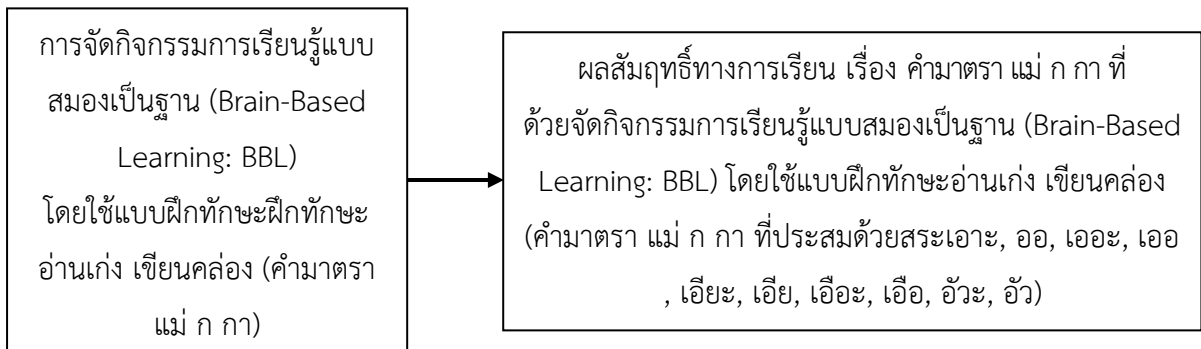 การจัดกิจกรรมการเรียนรู้แบบ
สมองเป็นฐาน (Brain-Based
Learning: BBL)
โดยใช้แบบฝึกทักษะฝึกทักษะ
อ่านเก่ง เขียนคล่อง (คำมาตรา
แม่ ก กา)
ผลสัมฤทธิ์ทางการเรียน เรื่อง คำมาตรา แม่ ก กา ที่
ด้วยจัดกิจกรรมการเรียนรู้แบบสมองเป็นฐาน (Brain-Based
Learning: BBL) โดยใช้แบบฝึกทักษะอ่านเก่ง เขียนคล่อง
(คำมาตรา แม่ ก กา ที่ประสมด้วยสระเอาะ, ออ, เออะ, เออ
, เอียะ, เอีย, เอือะ, เอือ, อัวะ, อัว)